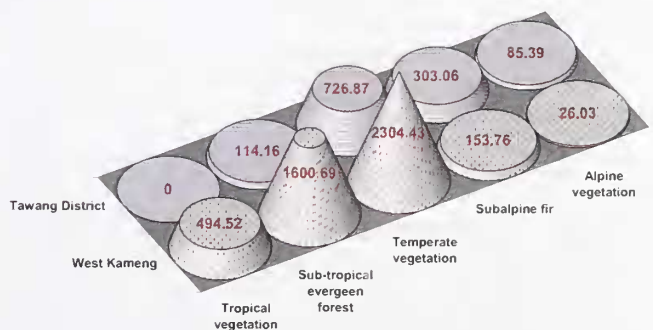 85.39
303.06
726.87
26.03
2304.43
153.76
114.16
1600.69
Alpine
vegetation
0
Tawang District
Subalpine fir
494.52
Temperate
vegetation
West Kameng
Sub-tropical
evergeen
forest
Tropical
vegetation